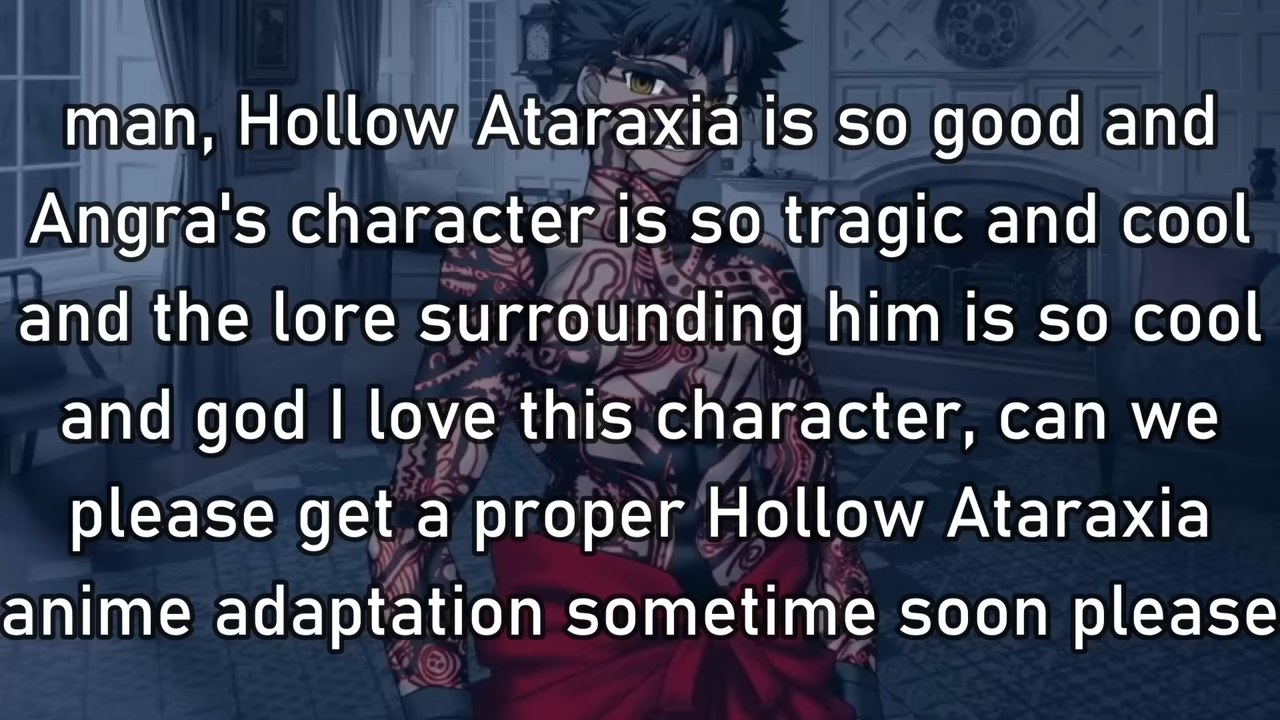 man, Hollow Ataraxia is so good and
Angra's character is so tragic and cool
and the lore surrounding him is so cool
and god I love this character, can we
please get a proper Hollow Ataraxia
anime adaptation sometime soon please